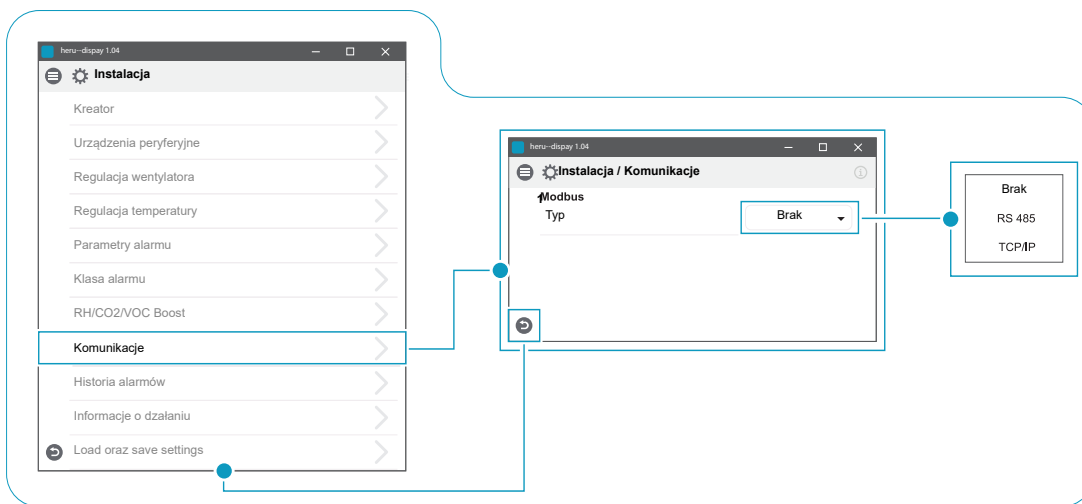 heru--dispay 1.04
Instalacja
Kreator
Urządzenia peryferyjne
Regulacja wentylatora
Regulacja temperatury
Parametry alarmu
Klasa alarmu
RH/CO2/VOC Boost
Komunikacje
Historia alarmów
Informacje o dzałaniu
Load oraz save settings
heru--dispay 1.04
Instalacja / Komunikacje
1Modbus
Typ
Brak
Brak
RS 485
TCP/IP